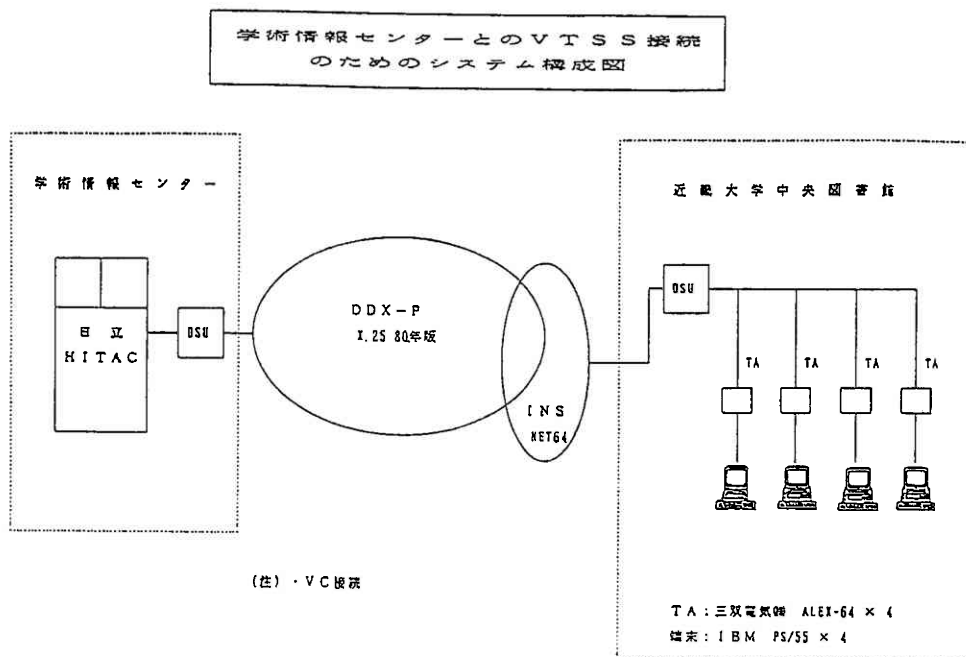 学術情報センターとのVTSS接続
のためのシステム構成図
学術情報センター
日立
HITAC
DSU
DDX-P
X.25 80年版
INS
NET64
近畿大学中央図書館
DSU
TA
TA
TA
TA
(注)・VC接続
TA:三双電気㈱ ALEX-64 × 4
端末:IBM PS/55 × 4